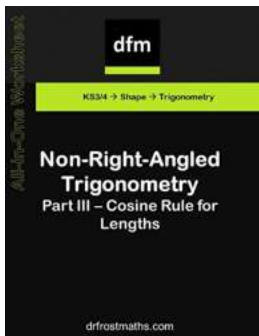 dfm
KS3/4 → Shape → Trigonometry
All-in-One Worksheet
Non-Right-Angled
Trigonometry
Part III – Cosine Rule for
Lengths
drfrostmaths.com